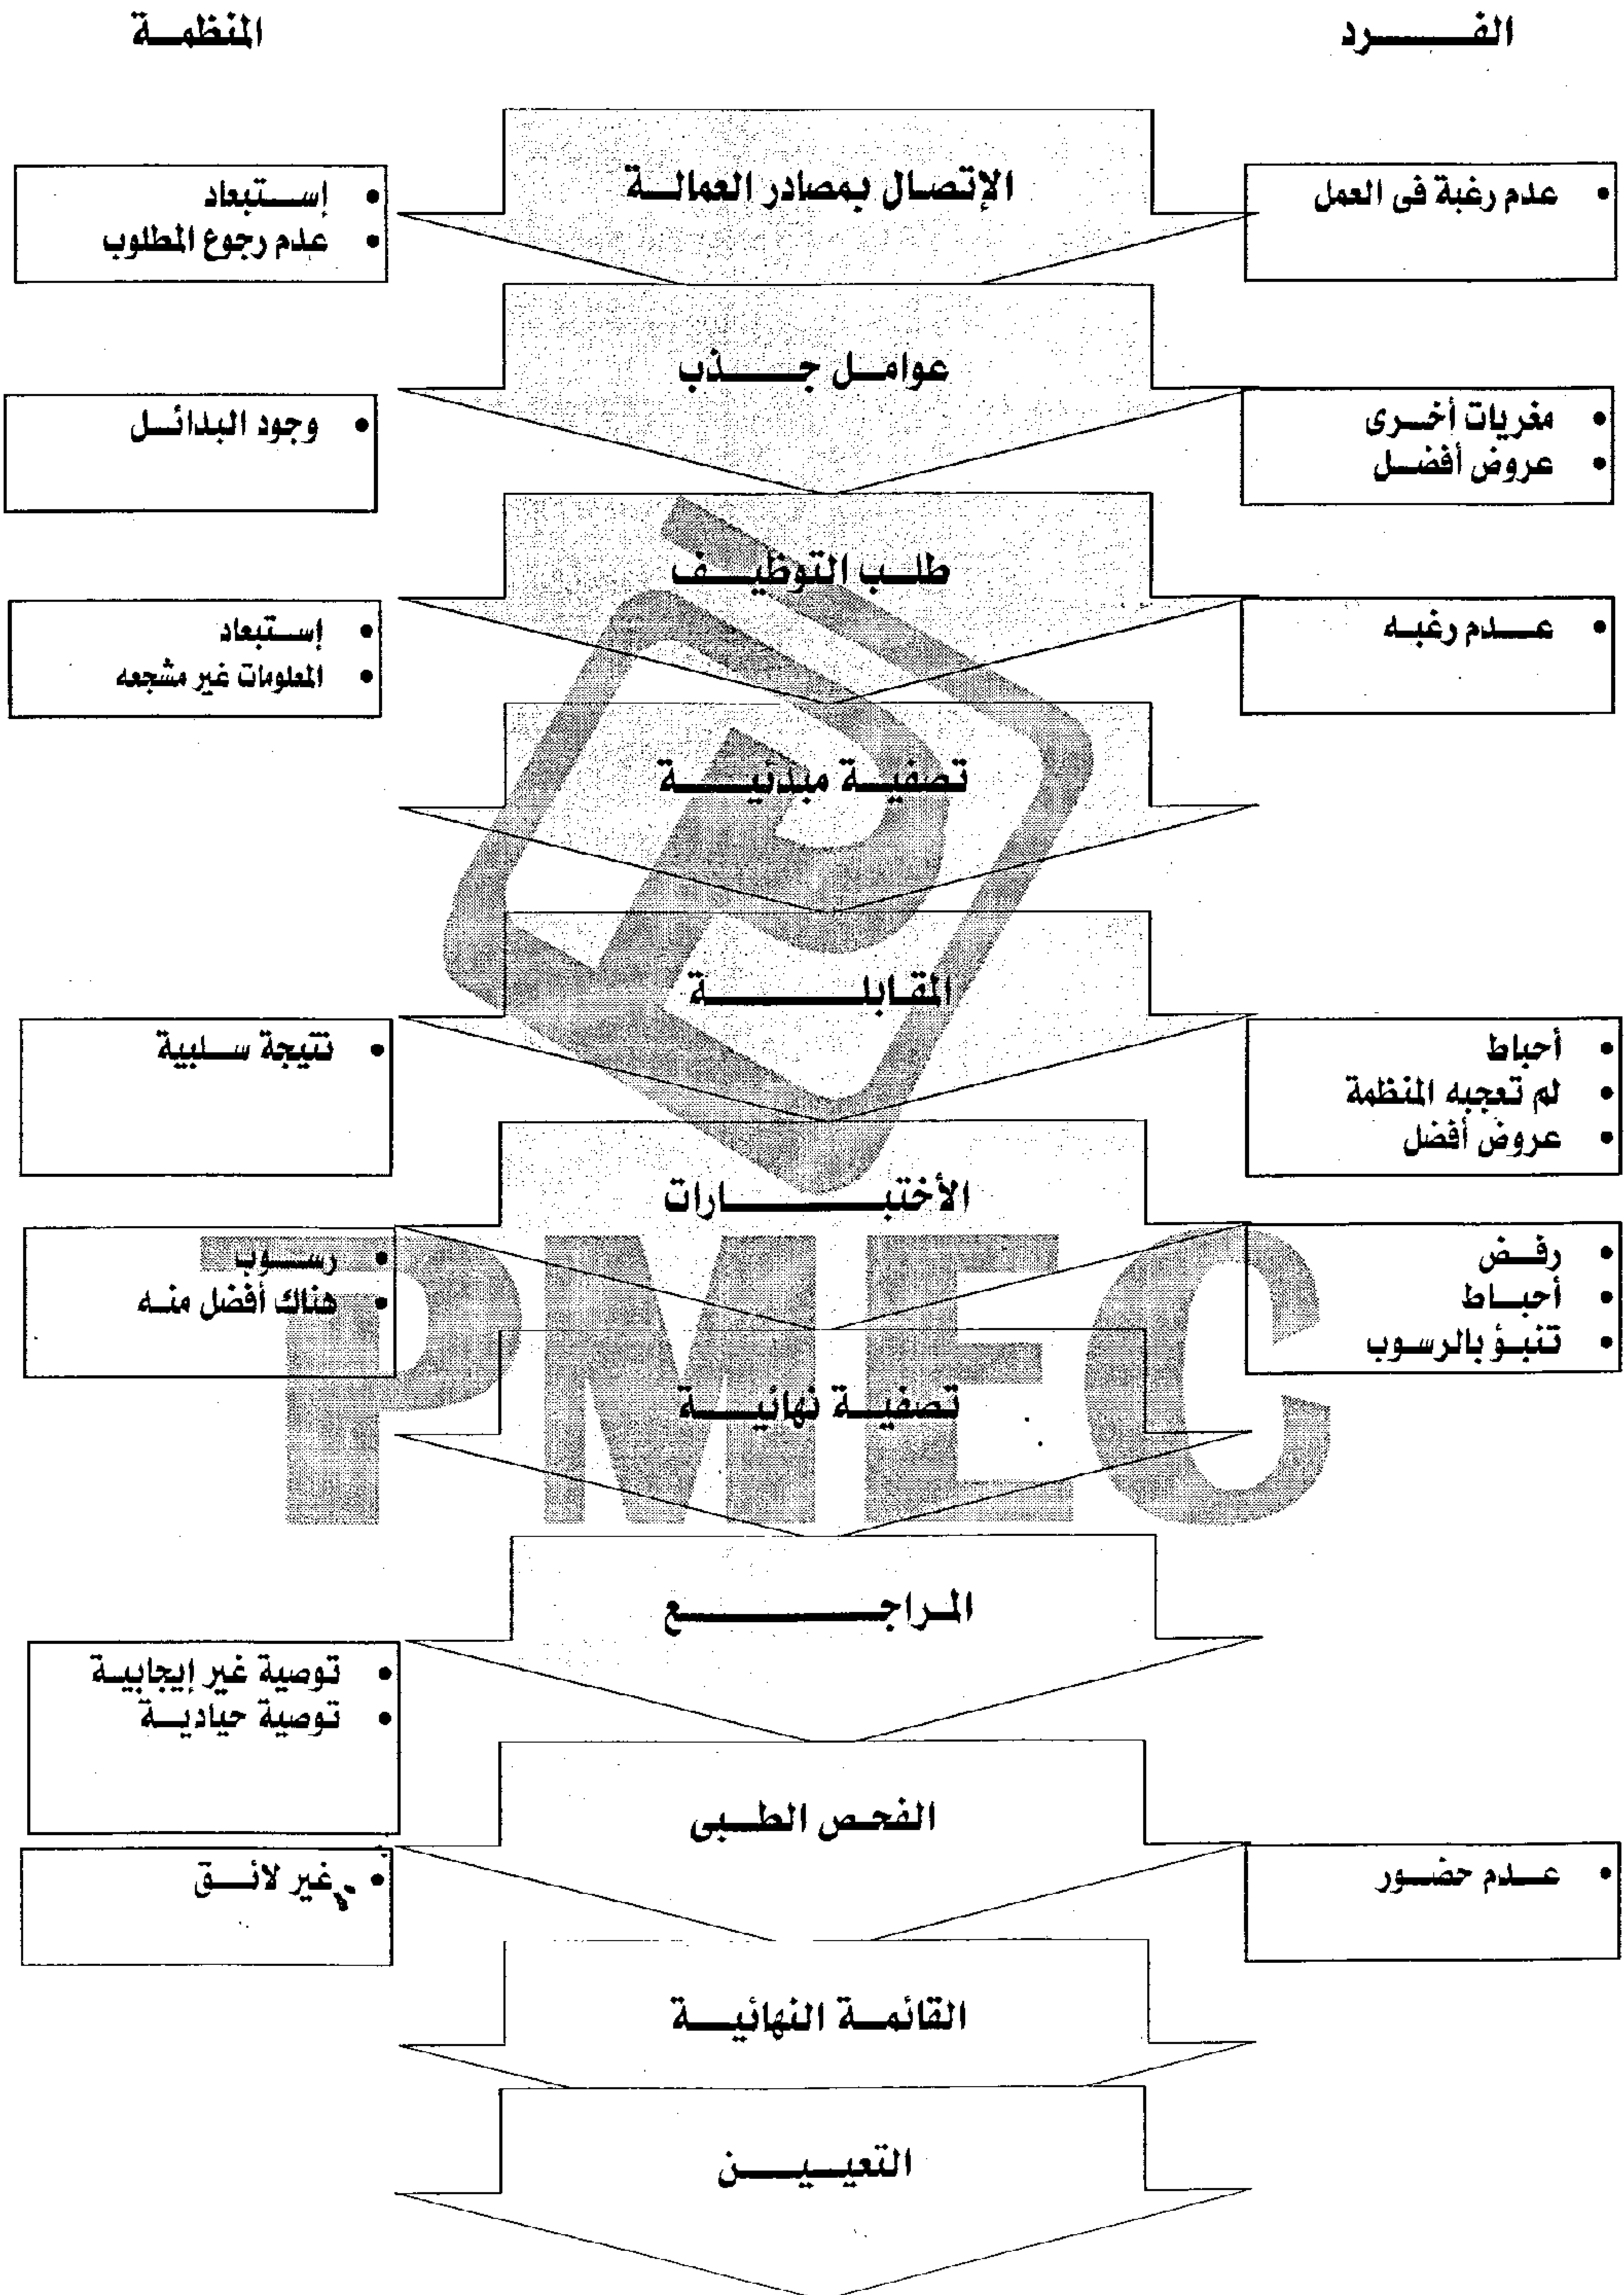 الفرد
المنظمة
الإتصال بمصادر العمالة
• عدم رغبة فى العمل
• إستبعاد
• عدم رجوع المطلوب
عوامل جذب
• مغريات أخرى
• عروض أفضل
• وجود البدائل
طلب التوظيف
• عدم رغبه
• إستبعاد
• المعلومات غير مشجعه
تصفية مبدئية
المقابلة
• أحباط
• لم تعجبه المنظمة
• عروض أفضل
• نتيجة سلبية
الأختبارات
• رفض
• أحباط
• تنبؤ بالرسوب
• رسوب
• هناك أفضل منه
PMEC
تصفية نهائية
المراجع
• توصية غير إيجابية
• توصية حيادية
الفحص الطبى
• عدم حضور
• غير لائق
القائمة النهائية
التعيين